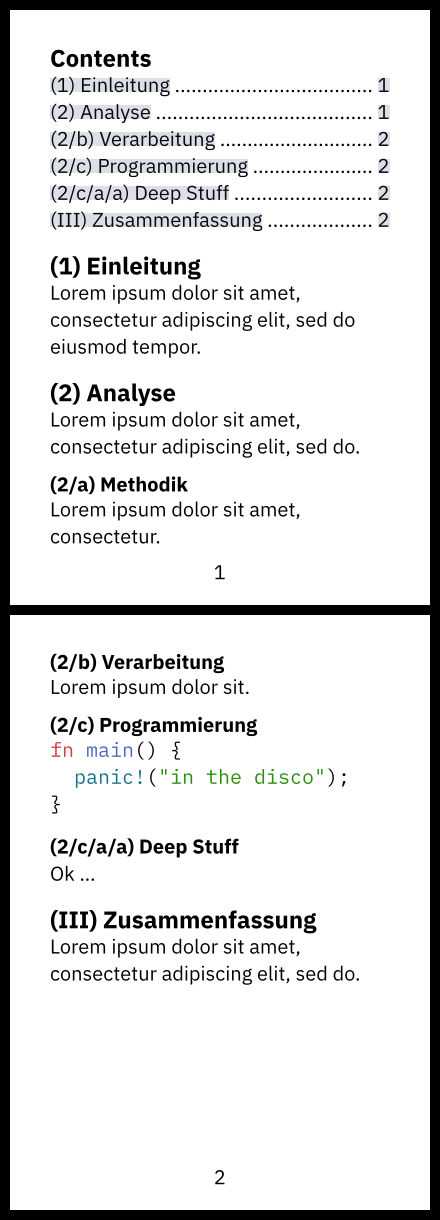 Contents
(1) Einleitung .................................... 1
(2) Analyse ....................................... 1
(2/b) Verarbeitung ............................ 2
(2/c) Programmierung ...................... 2
(2/c/a/a) Deep Stuff ......................... 2
(III) Zusammenfassung ................... 2
(1) Einleitung
Lorem ipsum dolor sit amet,
consectetur adipiscing elit, sed do
eiusmod tempor.
(2) Analyse
Lorem ipsum dolor sit amet,
consectetur adipiscing elit, sed do.
(2/a) Methodik
Lorem ipsum dolor sit amet,
consectetur.
1
(2/b) Verarbeitung
Lorem ipsum dolor sit.
(2/c) Programmierung
fn main() {
  panic!("in the disco");
}
(2/c/a/a) Deep Stuff
Ok …
(III) Zusammenfassung
Lorem ipsum dolor sit amet,
consectetur adipiscing elit, sed do.
2